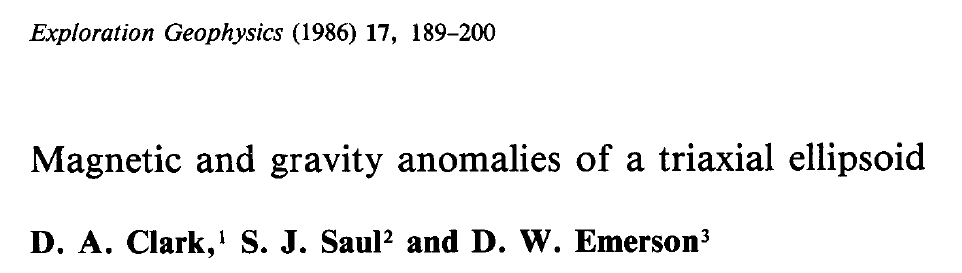 Exploration Geophysics (1986) 17, 189–200
Magnetic and gravity anomalies of a triaxial ellipsoid
D. A. Clark,¹ S. J. Saul² and D. W. Emerson³